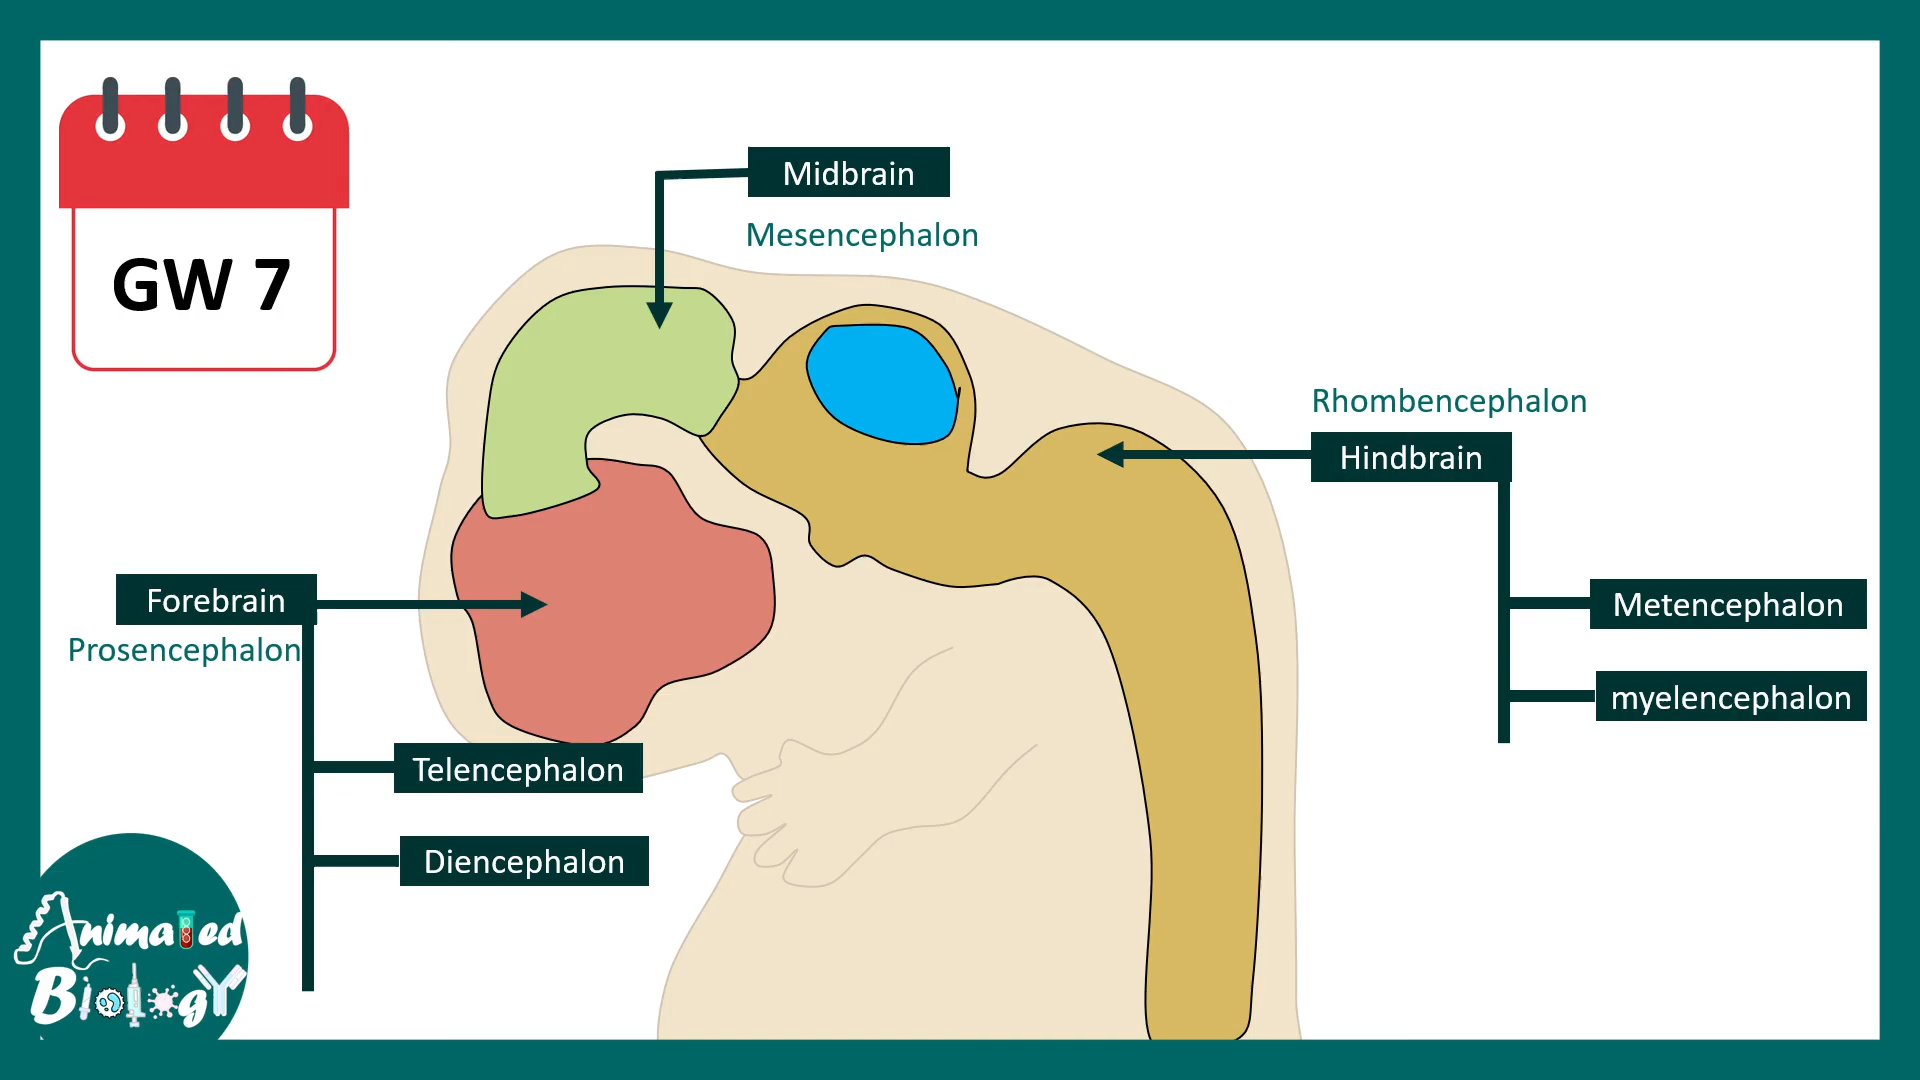 GW 7
Midbrain
Mesencephalon
Rhombencephalon
Hindbrain
Forebrain
Prosencephalon
Metencephalon
myelencephalon
Telencephalon
Diencephalon
Animated
Biology